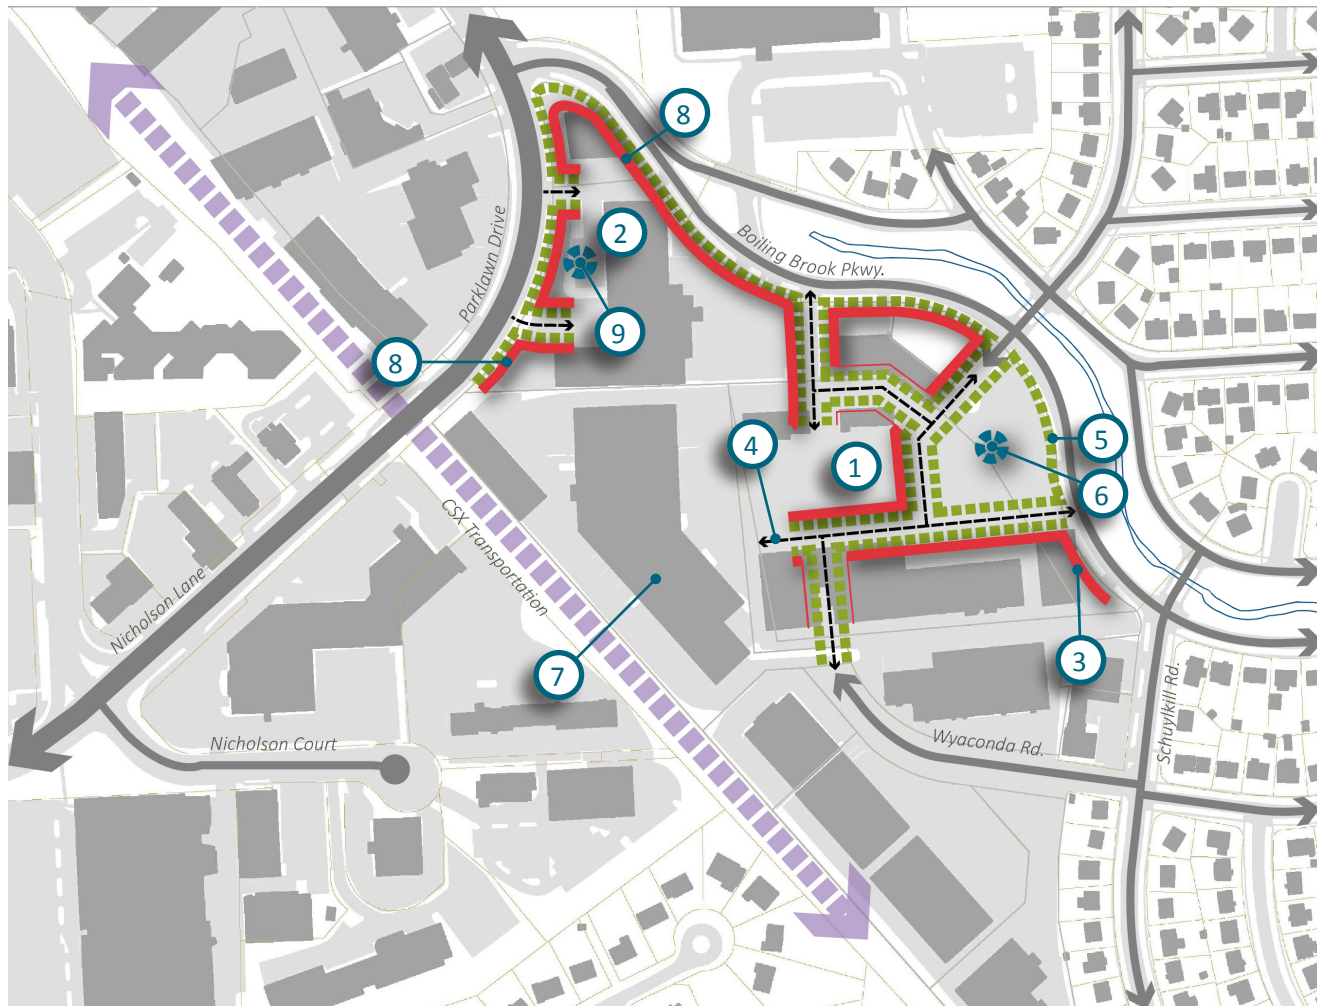 8
Parklawn Drive
2
Boiling Brook Pkwy.
9
8
4
5
1
6
CSX Transportation
Nicholson Lane
7
3
Schuylkill Rd.
Nicholson Court
Wyaconda Rd.